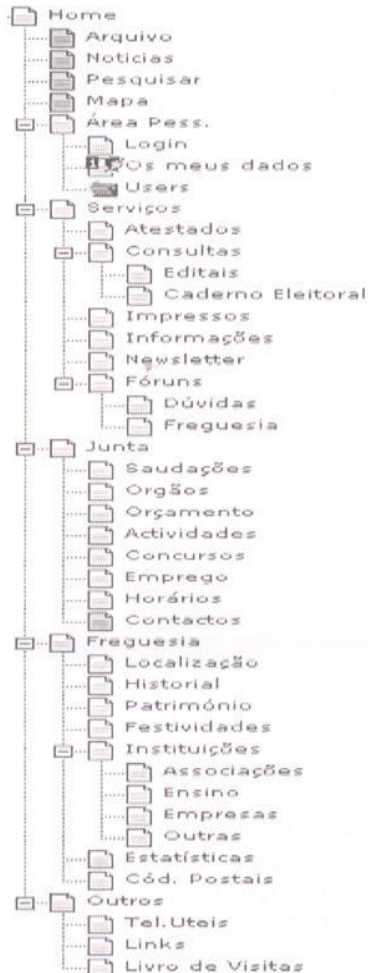 Home
Arquivo
Noticias
Pesquisar
Mapa
Área Pess.
Login
Os meus dados
Users
Serviços
Atestados
Consultas
Editais
Caderno Eleitoral
Impressos
Informações
Newsletter
Fóruns
Dúvidas
Freguesia
Junta
Saudações
Orgãos
Orçamento
Actividades
Concursos
Emprego
Horários
Contactos
Freguesia
Localização
Historial
Património
Festividades
Instituições
Associações
Ensino
Empresas
Outras
Estatísticas
Cód. Postais
Outros
Tel.Uteis
Links
Livro de Visitas